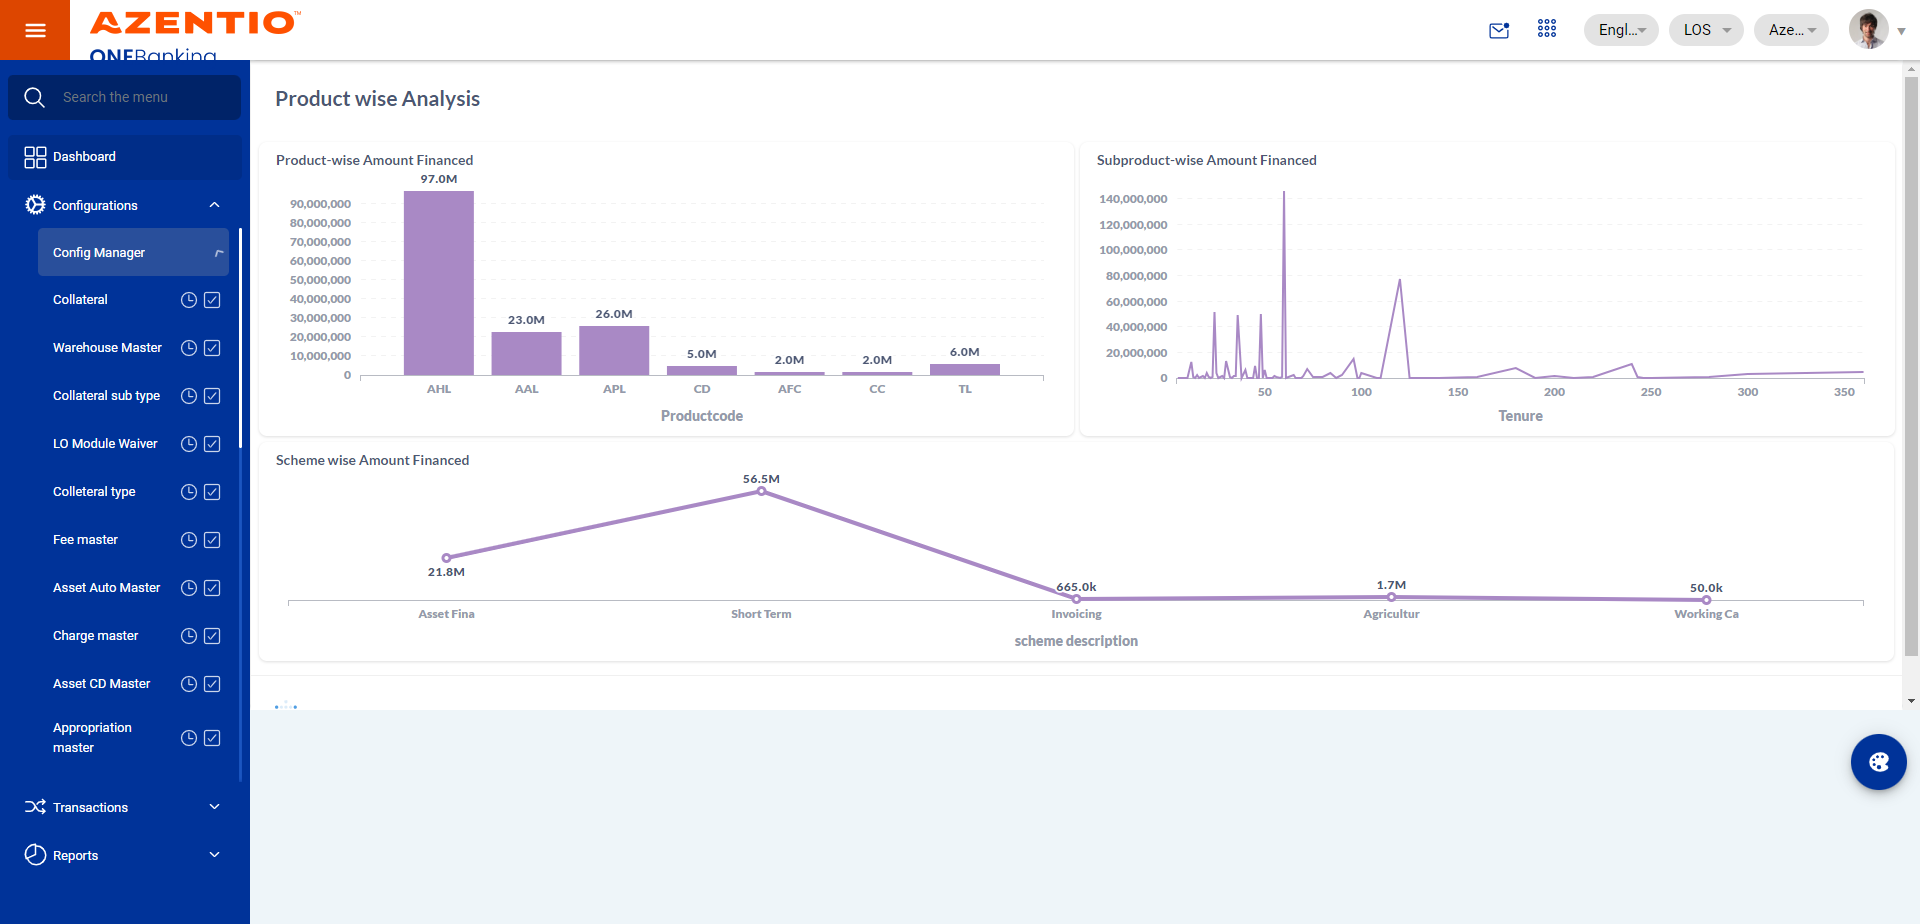 AZENTIO™
ONEBanking
Engl...
LOS
Aze...
Search the menu
Dashboard
Configurations
Config Manager
Collateral
Warehouse Master
Collateral sub type
LO Module Waiver
Colleteral type
Fee master
Asset Auto Master
Charge master
Asset CD Master
Appropriation
master
Transactions
Reports
Product wise Analysis
Product-wise Amount Financed
97.0M
90,000,000
80,000,000
70,000,000
60,000,000
50,000,000
40,000,000
30,000,000
20,000,000
10,000,000
0
23.0M
26.0M
5.0M
2.0M
2.0M
6.0M
AHL
AAL
APL
CD
AFC
CC
TL
Productcode
Subproduct-wise Amount Financed
140,000,000
120,000,000
100,000,000
80,000,000
60,000,000
40,000,000
20,000,000
0
50
100
150
200
250
300
350
Tenure
Scheme wise Amount Financed
56.5M
21.8M
665.0k
1.7M
50.0k
Asset Fina
Short Term
Invoicing
Agricultur
Working Ca
scheme description